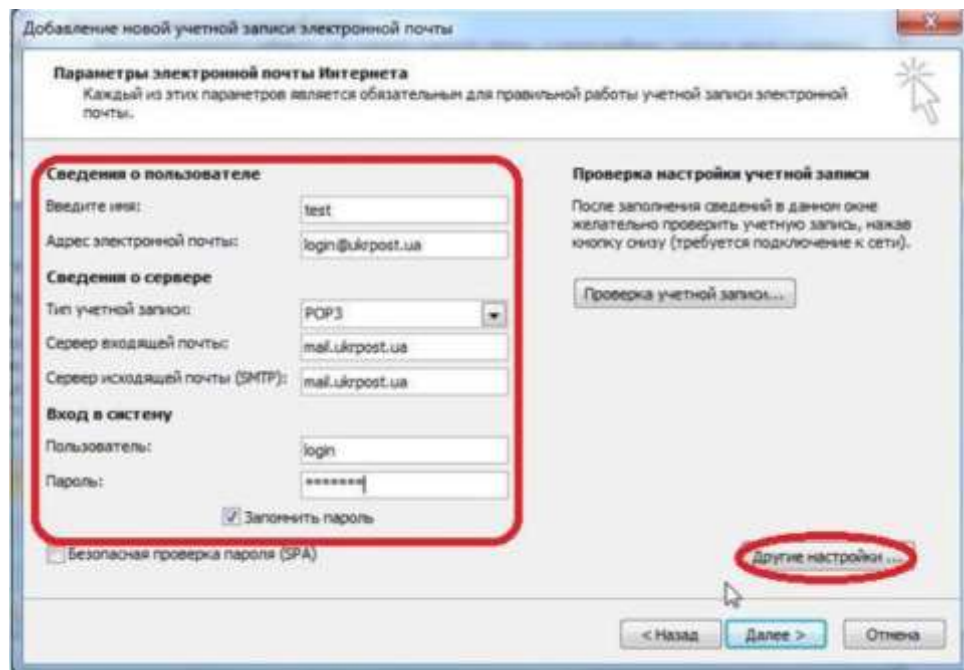 Добавление новой учетной записи электронной почты
Параметры электронной почты Интернета
Каждый из этих параметров является обязательным для правильной работы учетной записи электронной
почты.
Сведения о пользователе
Введите имя:
test
Адрес электронной почты:
login@ukrpost.ua
Сведения о сервере
Тип учетной записи:
POP3
Сервер входящей почты:
mail.ukrpost.ua
Сервер исходящей почты (SMTP):
mail.ukrpost.ua
Вход в систему
Пользователь:
login
Пароль:
*******
Запомнить пароль
Безопасная проверка пароля (SPA)
Проверка настройки учетной записи
После заполнения сведений в данном окне
желательно проверить учетную запись, нажав
кнопку снизу (требуется подключение к сети).
Проверка учетной записи...
Другие настройки ...
< Назад
Далее >
Отмена